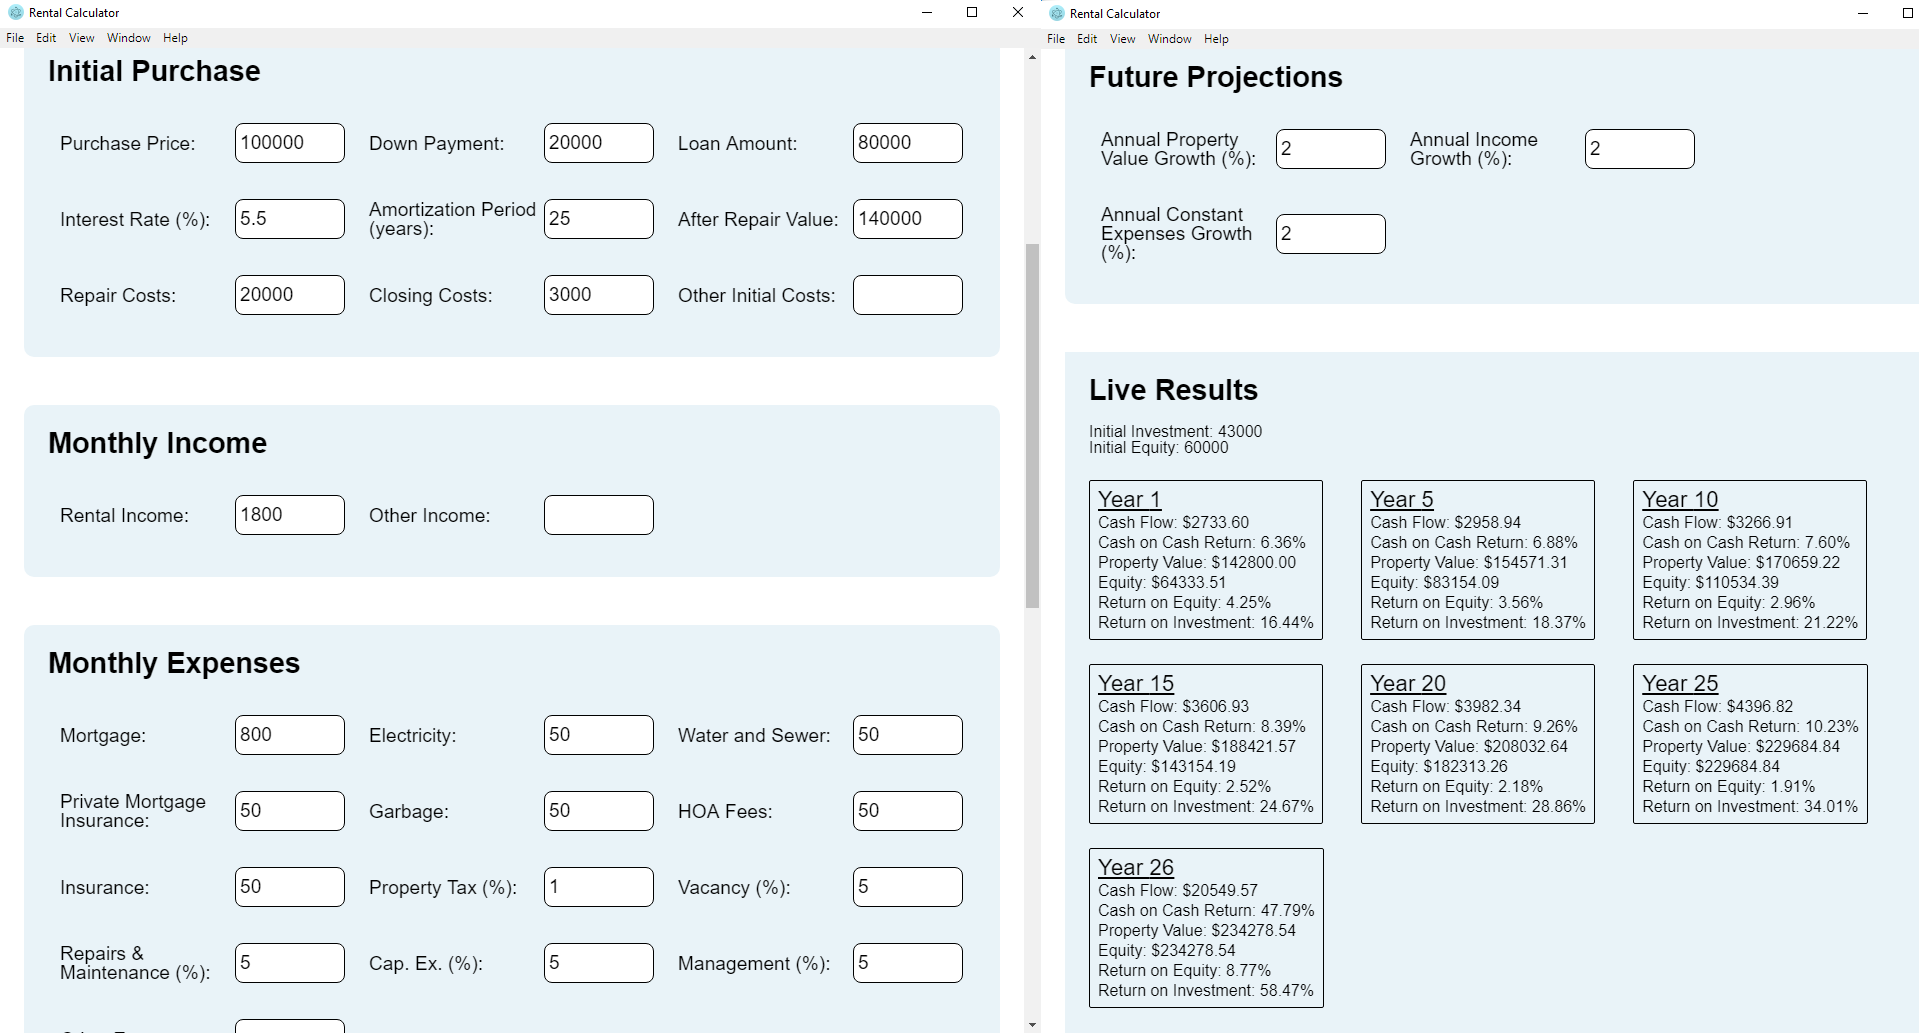 Rental Calculator
File Edit View Window Help
Initial Purchase
Purchase Price: 100000 Down Payment: 20000 Loan Amount: 80000
Interest Rate (%): 5.5 Amortization Period (years): 25 After Repair Value: 140000
Repair Costs: 20000 Closing Costs: 3000 Other Initial Costs:
Monthly Income
Rental Income: 1800 Other Income:
Monthly Expenses
Mortgage: 800 Electricity: 50 Water and Sewer: 50
Private Mortgage Insurance: 50 Garbage: 50 HOA Fees: 50
Insurance: 50 Property Tax (%): 1 Vacancy (%): 5
Repairs & Maintenance (%): 5 Cap. Ex. (%): 5 Management (%): 5
Rental Calculator
File Edit View Window Help
Future Projections
Annual Property Value Growth (%): 2 Annual Income Growth (%): 2
Annual Constant Expenses Growth (%): 2
Live Results
Initial Investment: 43000
Initial Equity: 60000
Year 1
Cash Flow: $2733.60
Cash on Cash Return: 6.36%
Property Value: $142800.00
Equity: $64333.51
Return on Equity: 4.25%
Return on Investment: 16.44%
Year 5
Cash Flow: $2958.94
Cash on Cash Return: 6.88%
Property Value: $154571.31
Equity: $83154.09
Return on Equity: 3.56%
Return on Investment: 18.37%
Year 10
Cash Flow: $3266.91
Cash on Cash Return: 7.60%
Property Value: $170659.22
Equity: $110534.39
Return on Equity: 2.96%
Return on Investment: 21.22%
Year 15
Cash Flow: $3606.93
Cash on Cash Return: 8.39%
Property Value: $188421.57
Equity: $143154.19
Return on Equity: 2.52%
Return on Investment: 24.67%
Year 20
Cash Flow: $3982.34
Cash on Cash Return: 9.26%
Property Value: $208032.64
Equity: $182313.26
Return on Equity: 2.18%
Return on Investment: 28.86%
Year 25
Cash Flow: $4396.82
Cash on Cash Return: 10.23%
Property Value: $229684.84
Equity: $229684.84
Return on Equity: 1.91%
Return on Investment: 34.01%
Year 26
Cash Flow: $20549.57
Cash on Cash Return: 47.79%
Property Value: $234278.54
Equity: $234278.54
Return on Equity: 8.77%
Return on Investment: 58.47%